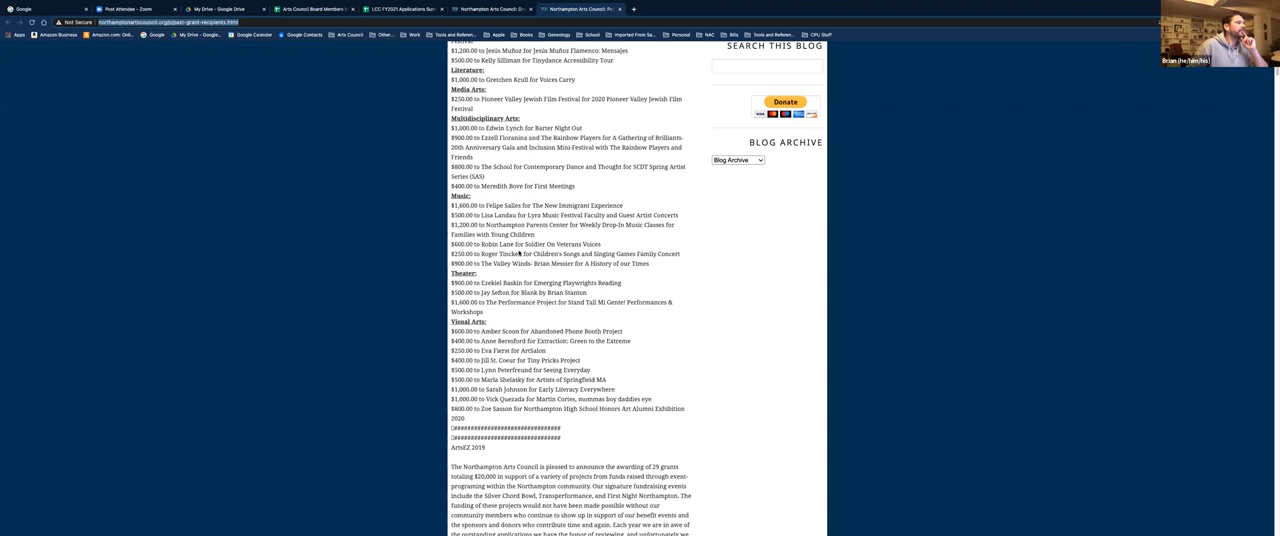 Google
Post Attendee - Zoom
My Drive - Google Drive
Arts Council Board Members
LCC FY2021 Applications Sum
Northampton Arts Council: Gr
Northampton Arts Council: Pa
Not Secure | northamptonartscouncil.org/p/past-grant-recipients.html
Apps Amazon Business Amazon.com Google My Drive - Googl... Google Calendar Google Contacts Arts Council Other... Work Tools and Referen... Apple Books Geneology School Imported From Sa... Personal NAC Bills Tools and Referen... CPU Stuff
Brian (he/him/his)
Festival
$1,200.00 to Jesús Muñoz for Jesús Muñoz Flamenco: Mensajes
$500.00 to Kelly Silliman for Tinydance Accessibility Tour
Literature:
$1,000.00 to Gretchen Krull for Voices Carry
Media Arts:
$250.00 to Pioneer Valley Jewish Film Festival for 2020 Pioneer Valley Jewish Film
Festival
Multidisciplinary Arts:
$1,000.00 to Edwin Lynch for Barter Night Out
$900.00 to Ezzell Floranina and The Rainbow Players for A Gathering of Brilliants-
20th Anniversary Gala and Inclusion Mini-Festival with The Rainbow Players and
Friends
$800.00 to The School for Contemporary Dance and Thought for SCDT Spring Artist
Series (SAS)
$400.00 to Meredith Bove for First Meetings
Music:
$1,600.00 to Felipe Salles for The New Immigrant Experience
$500.00 to Lisa Landau for Lyra Music Festival Faculty and Guest Artist Concerts
$1,200.00 to Northampton Parents Center for Weekly Drop-In Music Classes for
Families with Young Children
$600.00 to Robin Lane for Soldier On Veterans Voices
$250.00 to Roger Tincknell for Children's Songs and Singing Games Family Concert
$900.00 to The Valley Winds- Brian Messier for A History of our Times
Theater:
$900.00 to Ezekiel Baskin for Emerging Playwrights Reading
$500.00 to Jay Sefton for Blank by Brian Stanton
$1,600.00 to The Performance Project for Stand Tall Mi Gente! Performances &
Workshops
Visual Arts:
$600.00 to Amber Scoon for Abandoned Phone Booth Project
$400.00 to Anne Beresford for Extraction: Green to the Extreme
$250.00 to Eva Fierst for ArtSalon
$400.00 to Jill St. Coeur for Tiny Pricks Project
$500.00 to Lynn Peterfreund for Seeing Everyday
$500.00 to Marla Shelasky for Artists of Springfield MA
$1,000.00 to Sarah Johnson for Early Literacy Everywhere
$1,000.00 to Vick Quezada for Martin Cortes, mommas boy daddies eye
$800.00 to Zoe Sasson for Northampton High School Honors Art Alumni Exhibition
2020
##############################
##############################
ArtsEZ 2019
The Northampton Arts Council is pleased to announce the awarding of 29 grants
totaling $20,000 in support of a variety of projects from funds raised through event-
programing within the Northampton community. Our signature fundraising events
include the Silver Chord Bowl, Transperformance, and First Night Northampton. The
funding of these projects would not have been made possible without our
community members who continue to show up in support of our benefit events and
the sponsors and donors who contribute time and again. Each year we are in awe of
the outstanding applications we have the honor of reviewing, and unfortunately we
SEARCH THIS BLOG
Donate
VISA
BLOG ARCHIVE
Blog Archive